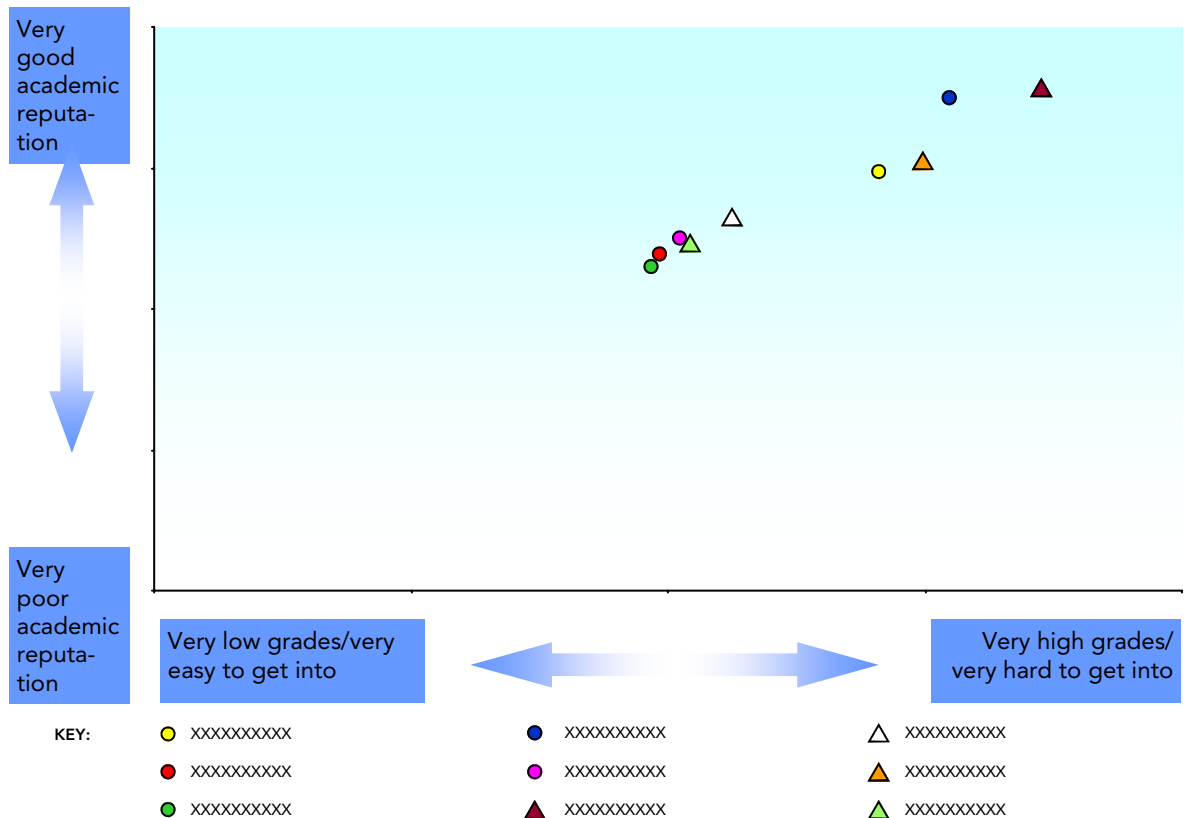 Very
good
academic
reputa-
tion
Very
poor
academic
reputa-
tion
Very low grades/very
easy to get into
Very high grades/
very hard to get into
KEY:
XXXXXXXXXX
XXXXXXXXXX
XXXXXXXXXX
XXXXXXXXXX
XXXXXXXXXX
XXXXXXXXXX
XXXXXXXXXX
XXXXXXXXXX
XXXXXXXXXX